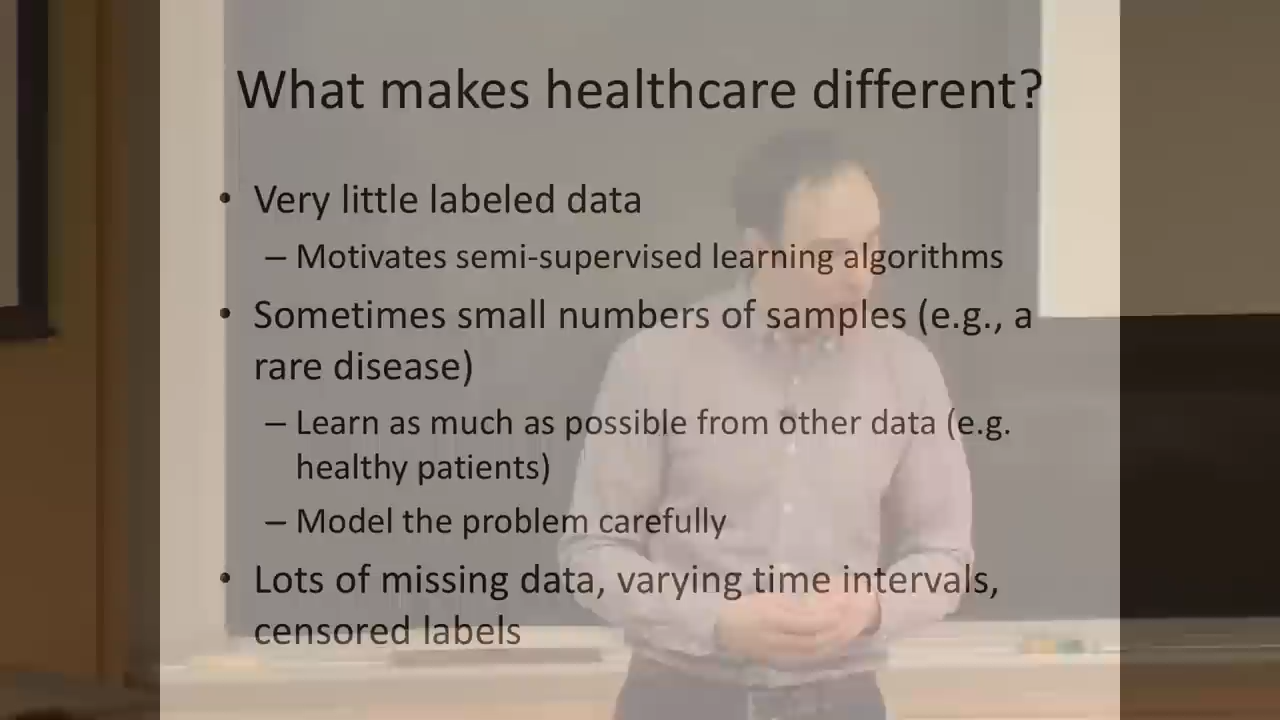 What makes healthcare different?
• Very little labeled data
– Motivates semi-supervised learning algorithms
• Sometimes small numbers of samples (e.g., a
rare disease)
– Learn as much as possible from other data (e.g.
healthy patients)
– Model the problem carefully
• Lots of missing data, varying time intervals,
censored labels